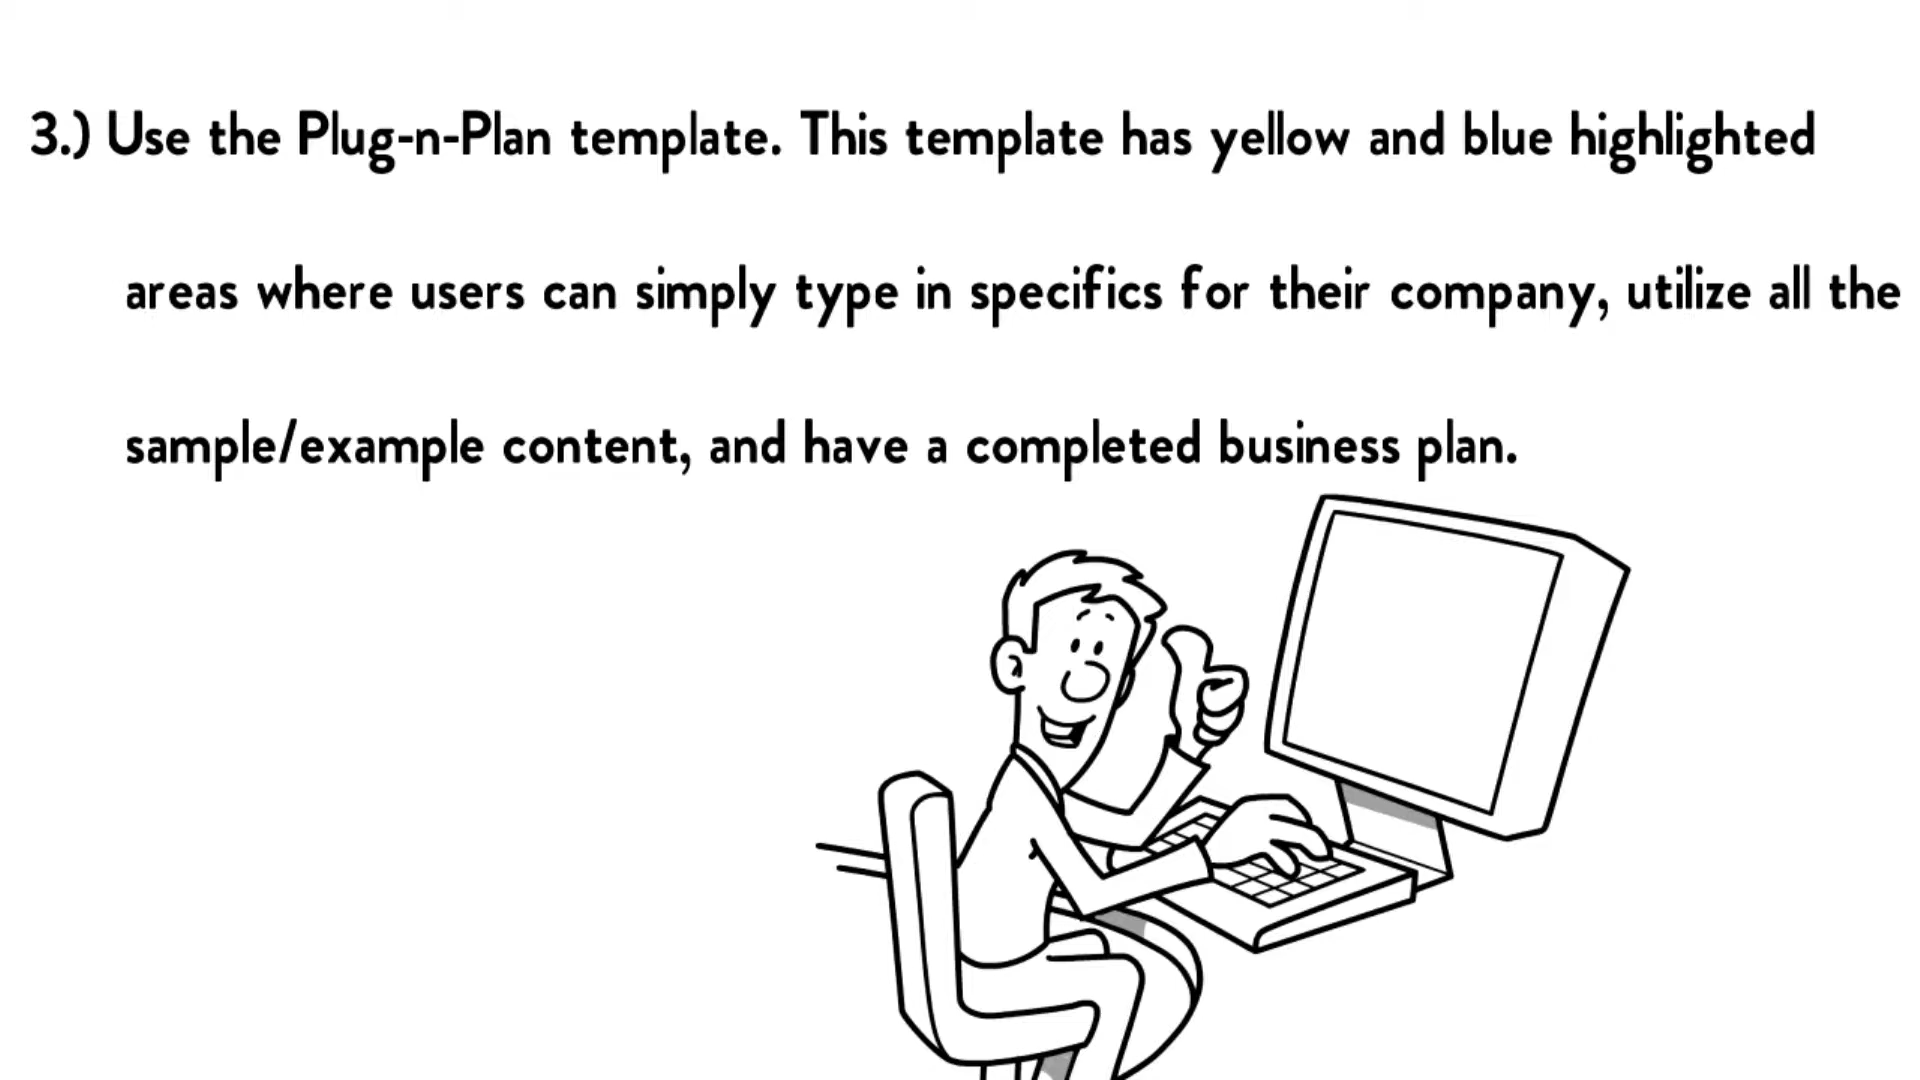 3.) Use the Plug-n-Plan template. This template has yellow and blue highlighted
areas where users can simply type in specifics for their company, utilize all the
sample/example content, and have a completed business plan.